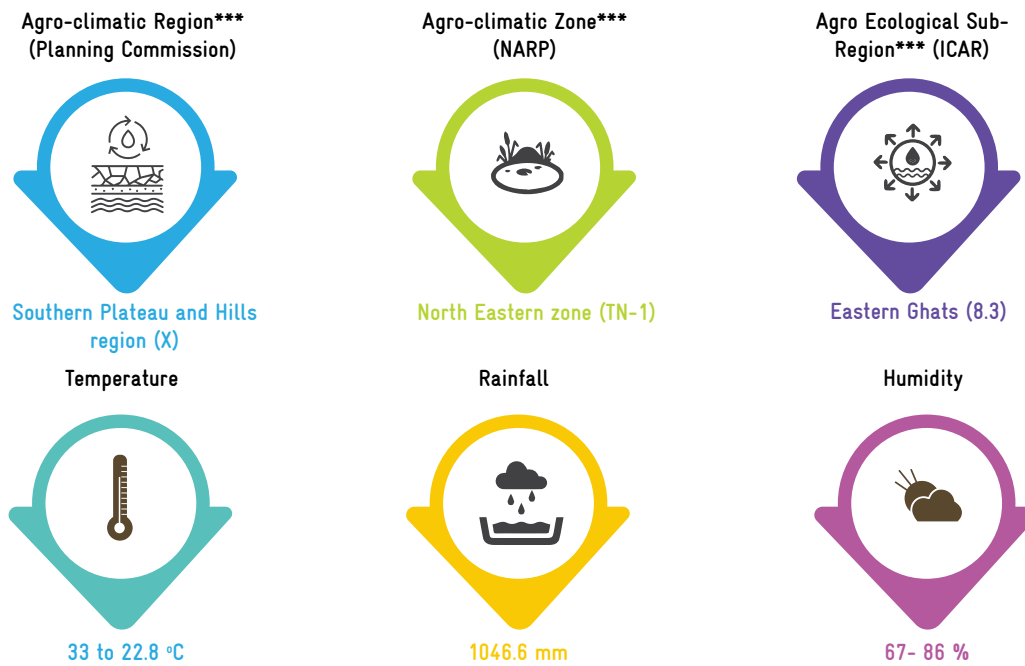 Agro-climatic Region***
(Planning Commission)
Agro-climatic Zone***
(NARP)
Agro Ecological Sub-
Region*** (ICAR)
Southern Plateau and Hills
region (X)
North Eastern zone (TN-1)
Eastern Ghats (8.3)
Temperature
Rainfall
Humidity
33 to 22.8 °C
1046.6 mm
67- 86 %